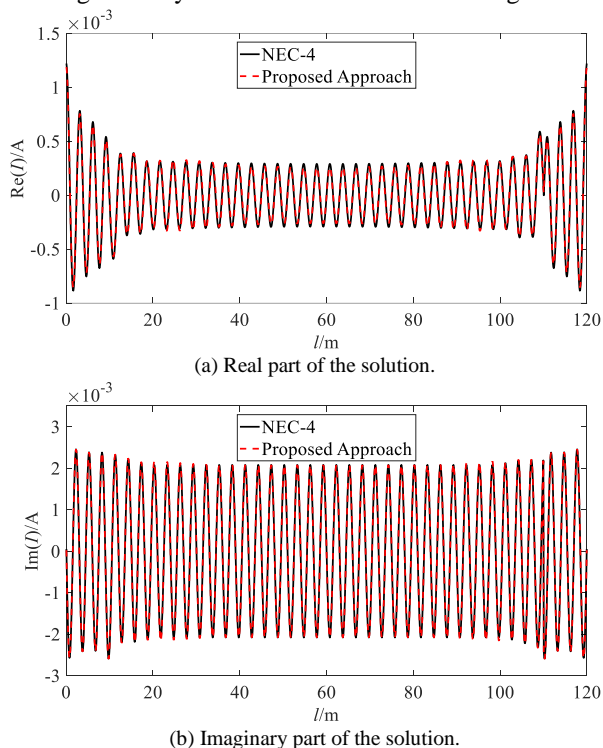 ×10-3
1.5
NEC-4
Proposed Approach
1
0.5
0
-0.5
-1
Re(I)/A
0 20 40 60 80 100 120
l/m
(a) Real part of the solution.
×10-3
3
NEC-4
Proposed Approach
2
1
0
-1
-2
-3
Im(I)/A
0 20 40 60 80 100 120
l/m
(b) Imaginary part of the solution.